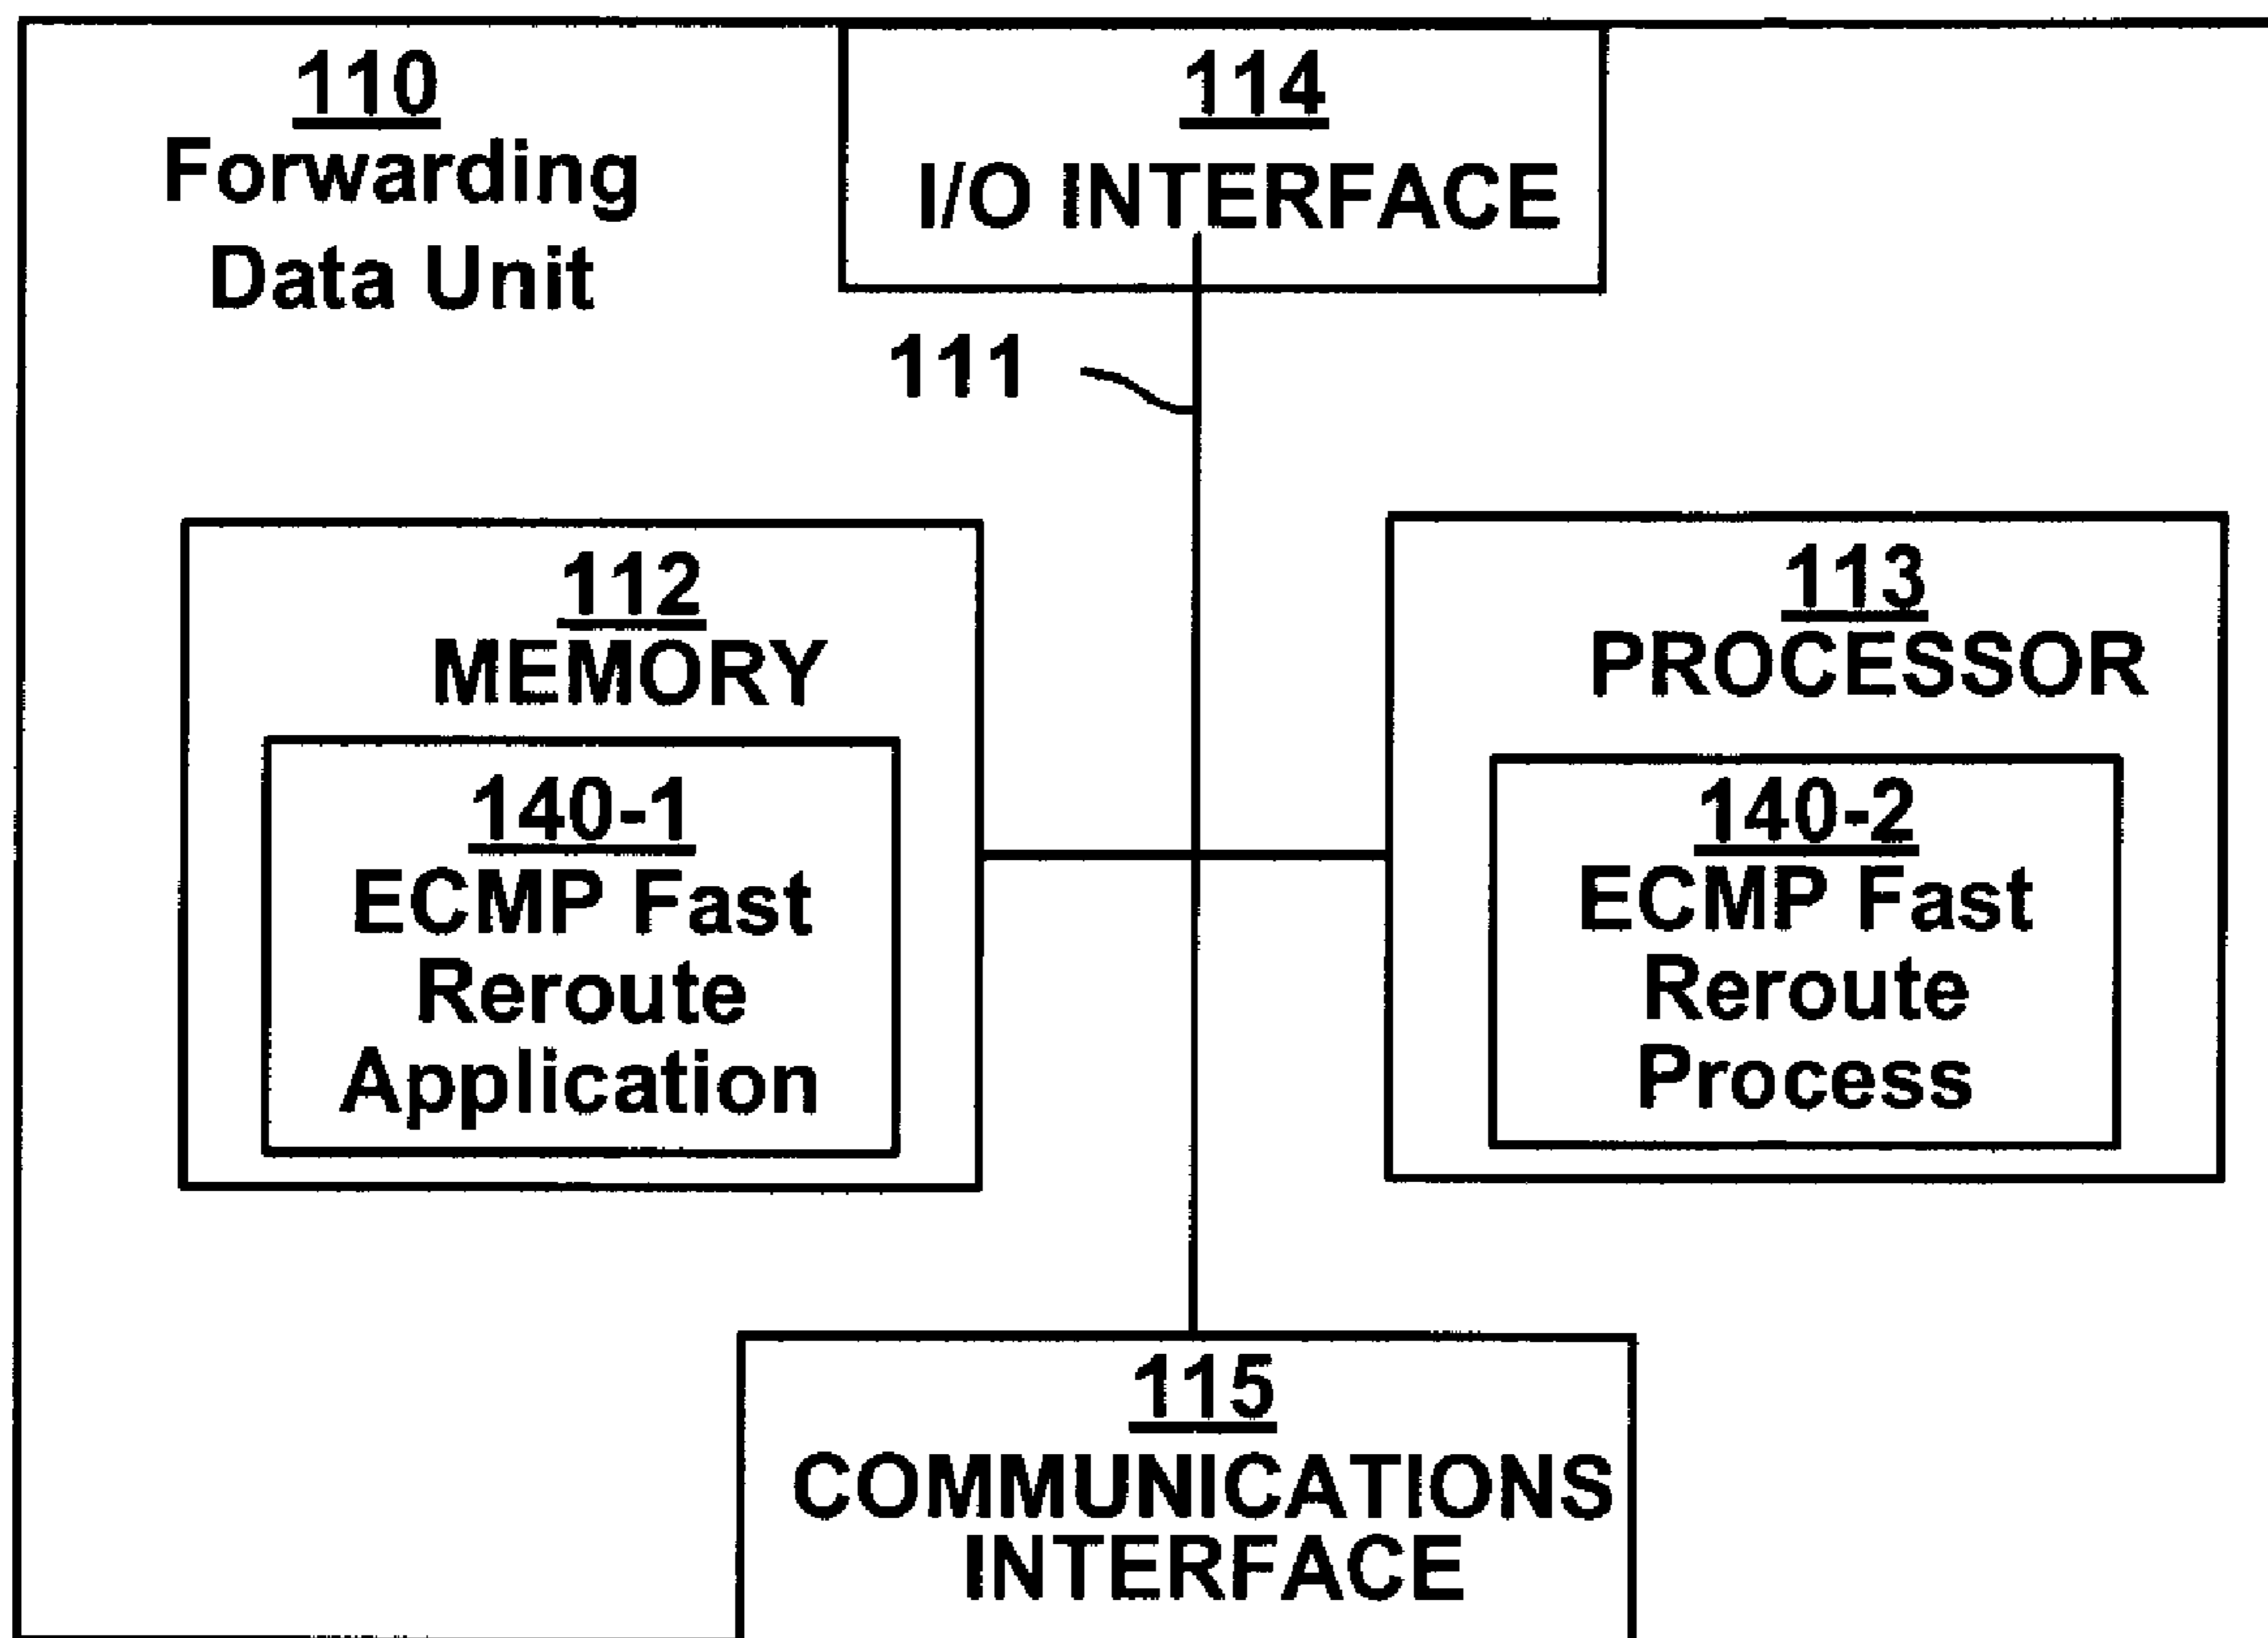 110
Forwarding
Data Unit
114
I/O INTERFACE
111
112
MEMORY
140-1
ECMP Fast
Reroute
Application
113
PROCESSOR
140-2
ECMP Fast
Reroute
Process
115
COMMUNICATIONS
INTERFACE